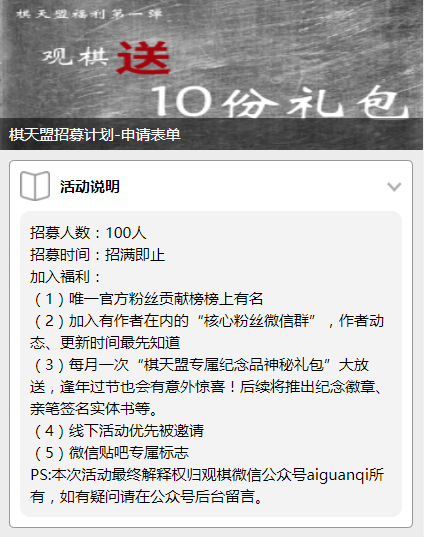 棋天盟福利第一弹
观棋送
10份礼包
棋天盟招募计划-申请表单
活动说明
招募人数：100人
招募时间：招满即止
加入福利：
（1）唯一官方粉丝贡献榜榜上有名
（2）加入有作者在内的“核心粉丝微信群”，作者动
态、更新时间最先知道
（3）每月一次“棋天盟专属纪念品神秘礼包”大放
送，逢年过节也会有意外惊喜！后续将推出纪念徽章、
亲笔签名实体书等。
（4）线下活动优先被邀请
（5）微信贴吧专属标志
PS:本次活动最终解释权归观棋微信公众号aiguanqi所
有，如有疑问请在公众号后台留言。